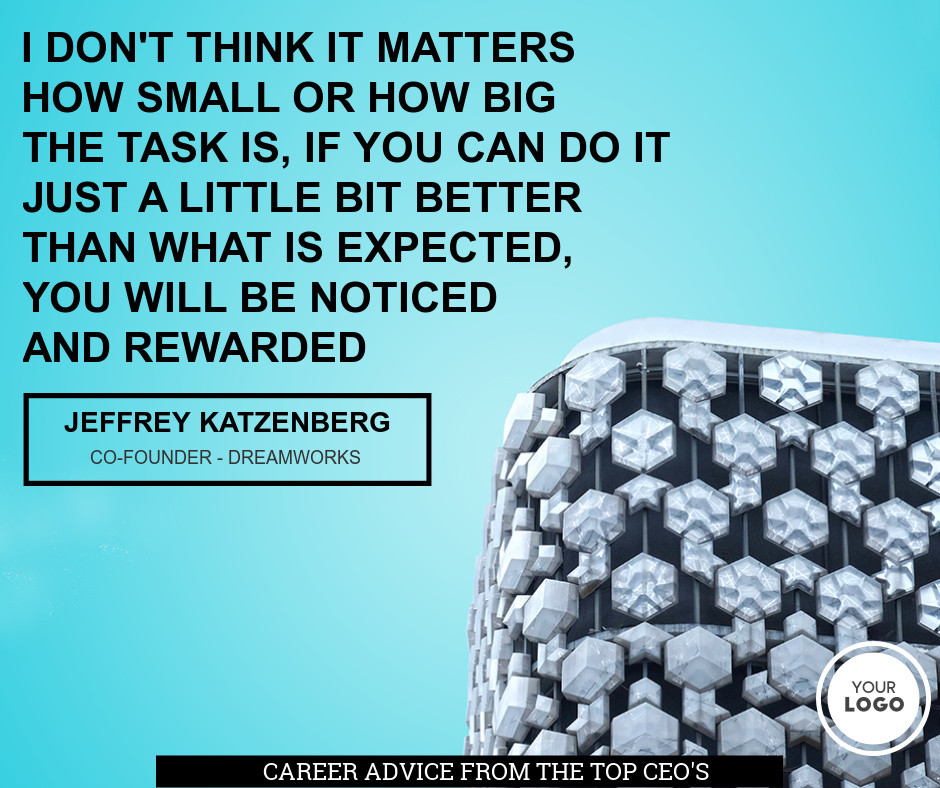 I DON'T THINK IT MATTERS
HOW SMALL OR HOW BIG
THE TASK IS, IF YOU CAN DO IT
JUST A LITTLE BIT BETTER
THAN WHAT IS EXPECTED,
YOU WILL BE NOTICED
AND REWARDED
JEFFREY KATZENBERG
CO-FOUNDER - DREAMWORKS
YOUR
LOGO
CAREER ADVICE FROM THE TOP CEO'S